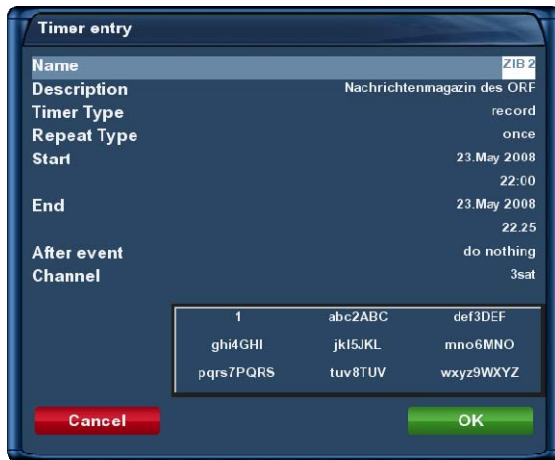 Timer entry
Name ZIB 2
Description Nachrichtenmagazin des ORF
Timer Type record
Repeat Type once
Start 23.May 2008
22:00
End 23.May 2008
22.25
After event do nothing
Channel 3sat
1 abc2ABC def3DEF
ghi4GHI jkl5JKL mno6MNO
pqrs7PQRS tuv8TUV wxyz9WXYZ
Cancel OK